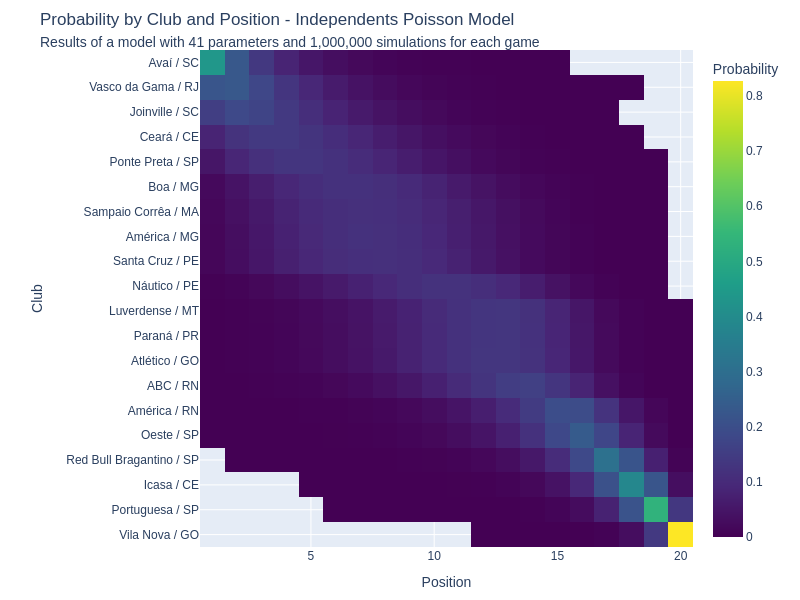 Probability by Club and Position - Independents Poisson Model
Results of a model with 41 parameters and 1,000,000 simulations for each game
Probability
Avaí / SC
Vasco da Gama / RJ
Joinville / SC
Ceará / CE
Ponte Preta / SP
Boa / MG
Sampaio Corrêa / MA
América / MG
Santa Cruz / PE
Náutico / PE
Luverdense / MT
Paraná / PR
Atlético / GO
ABC / RN
América / RN
Oeste / SP
Red Bull Bragantino / SP
Icasa / CE
Portuguesa / SP
Vila Nova / GO
Club
5
10
15
20
Position
0.8
0.7
0.6
0.5
0.4
0.3
0.2
0.1
0